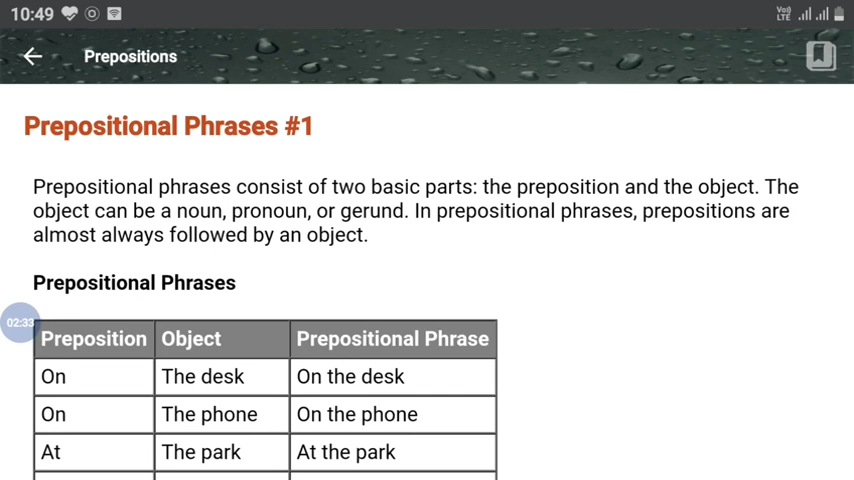 10:49
Vo) LTE
Prepositions
Prepositional Phrases #1
Prepositional phrases consist of two basic parts: the preposition and the object. The
object can be a noun, pronoun, or gerund. In prepositional phrases, prepositions are
almost always followed by an object.
Prepositional Phrases
02:33
Preposition Object Prepositional Phrase
On The desk On the desk
On The phone On the phone
At The park At the park